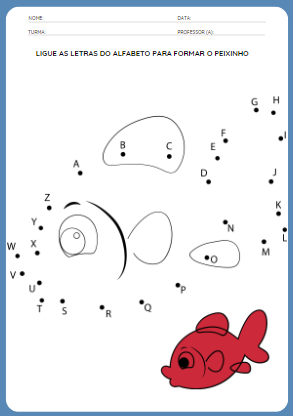 NOME: DATA:
TURMA: PROFESSOR (A):
LIGUE AS LETRAS DO ALFABETO PARA FORMAR O PEIXINHO
G H
F I
B C E
A D J
Z K
Y N L
W X M
O
V U P
T S R Q